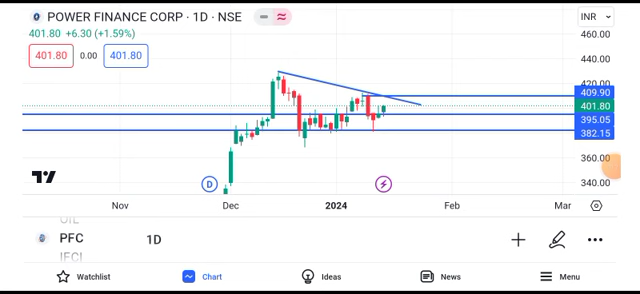 POWER FINANCE CORP · 1D · NSE
INR
401.80 +6.30 (+1.59%)
401.80 0.00 401.80
460.00
440.00
420.00
409.90
401.80
395.05
382.15
360.00
340.00
D
Nov Dec 2024 Feb Mar
OIL
PFC 1D
IFCI
Watchlist Chart Ideas News Menu